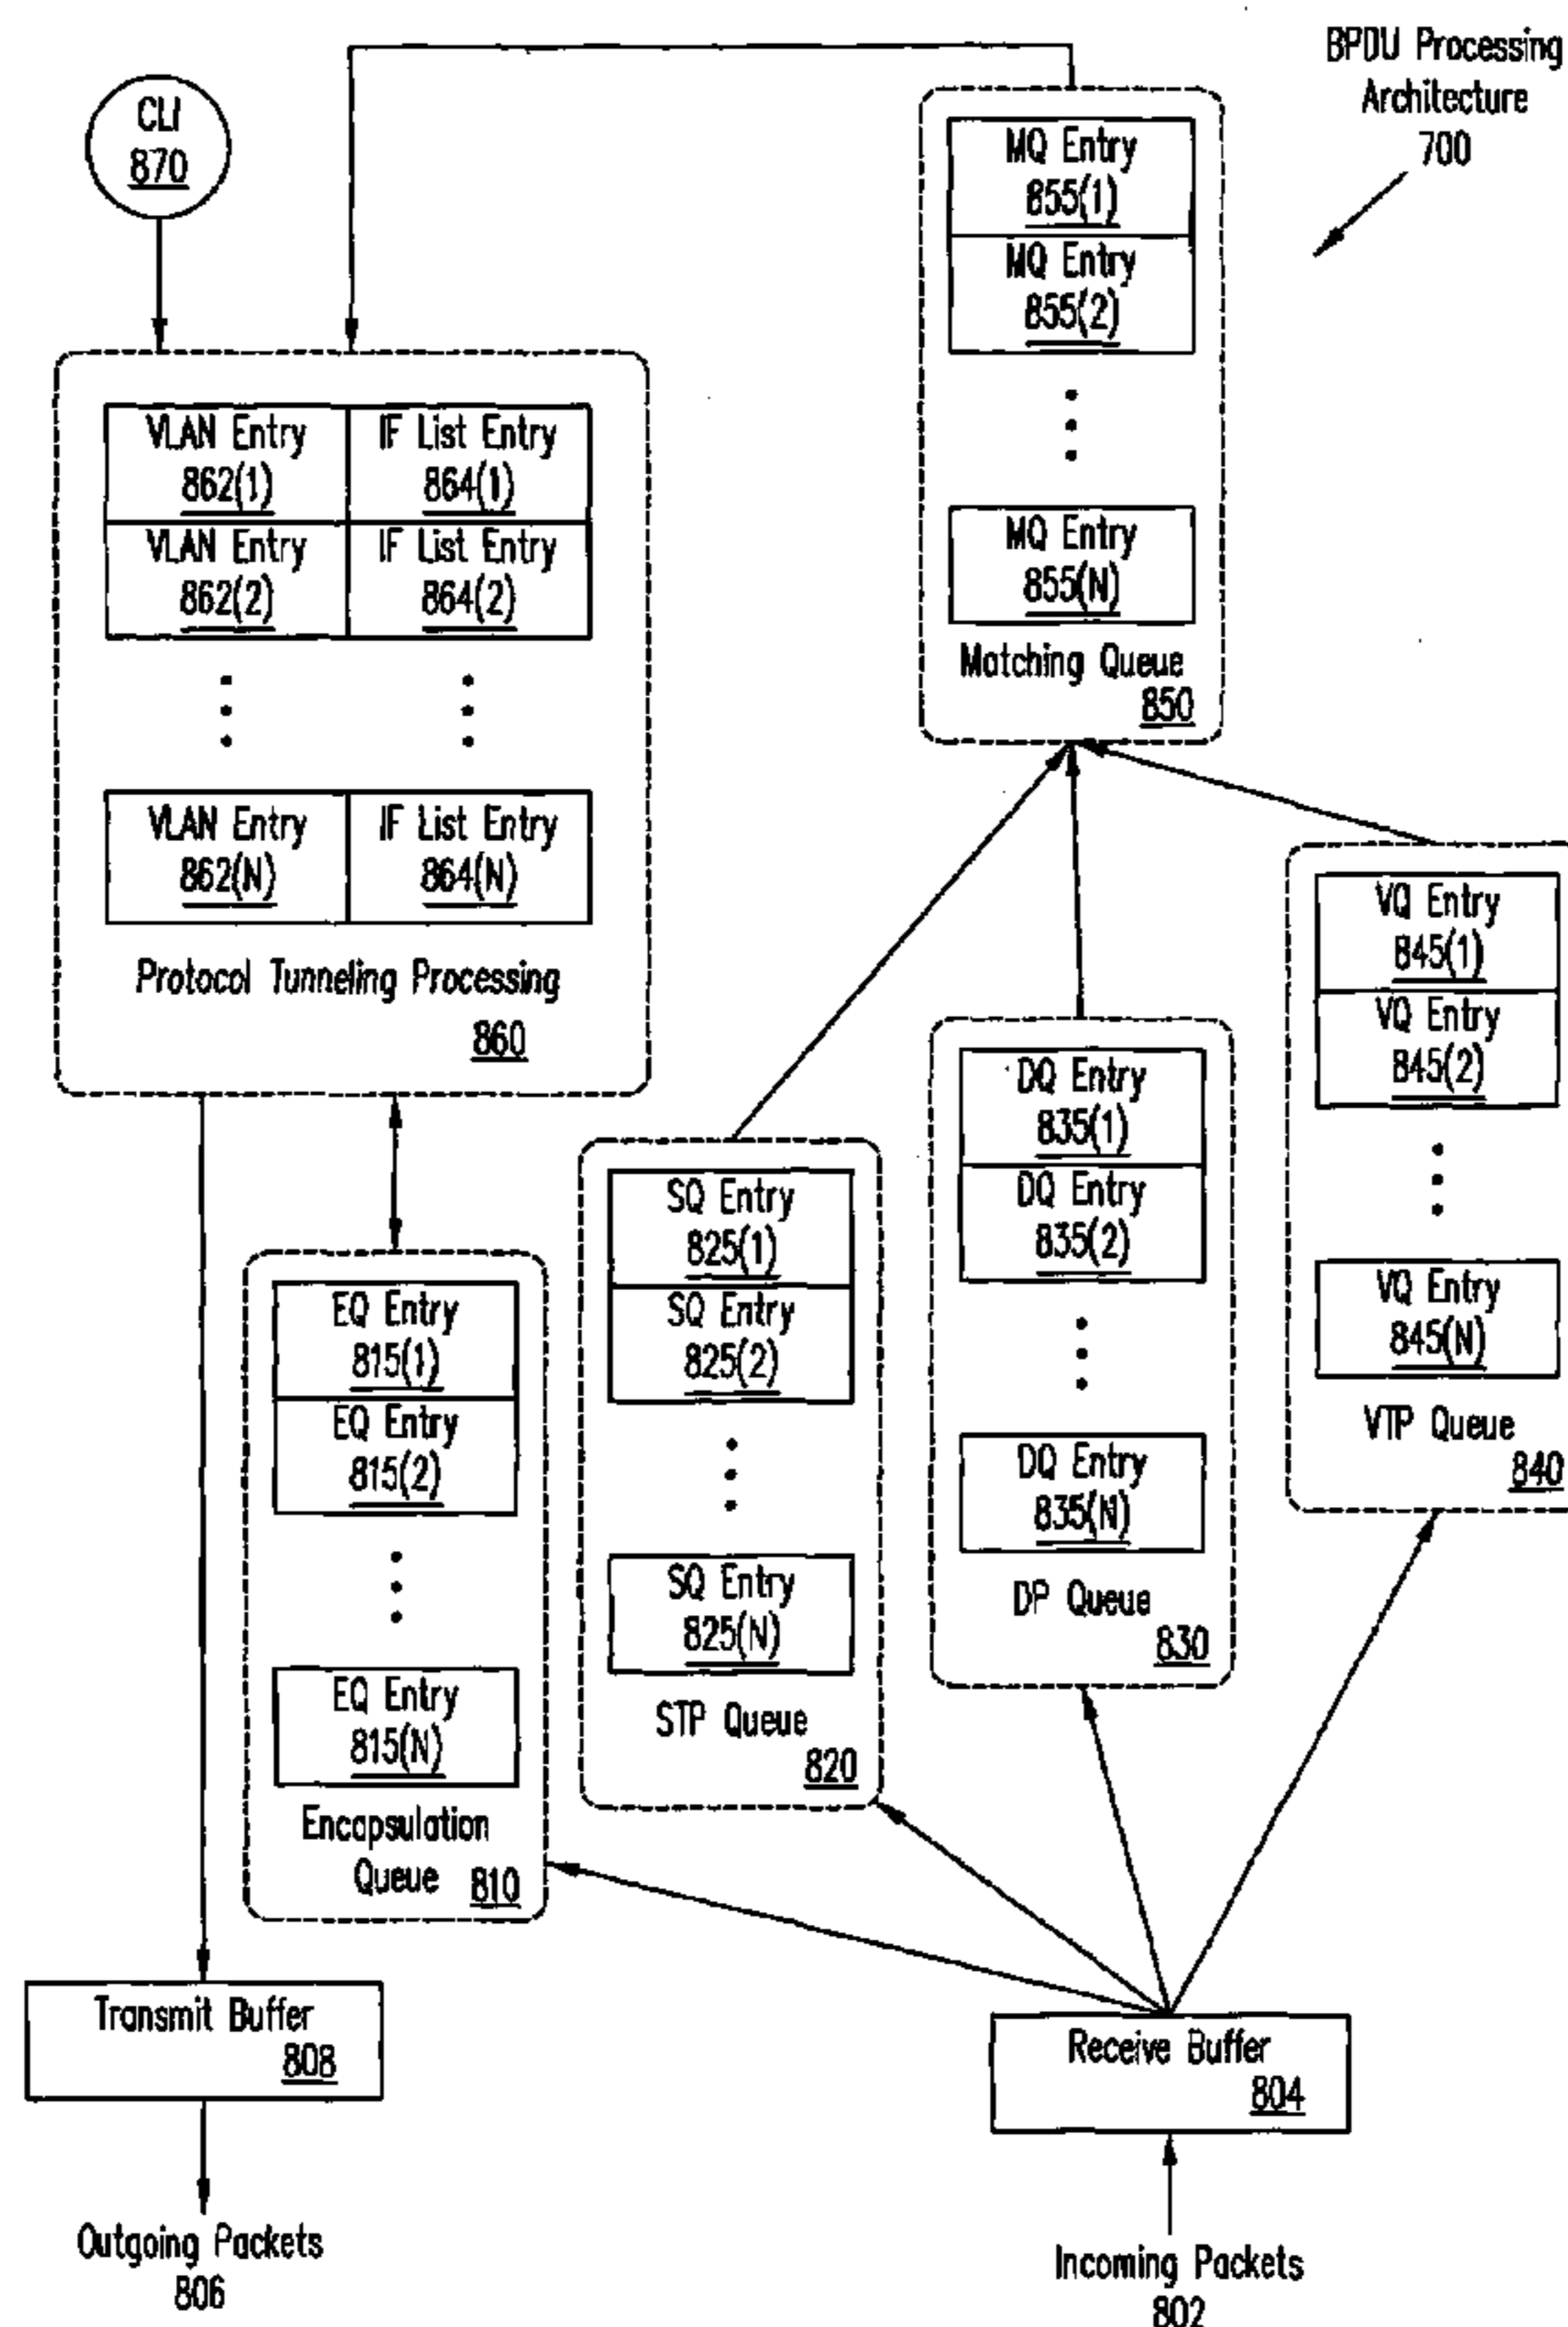 BPDU Processing
Architecture
700
CLI
870
MQ Entry
855(1)
MQ Entry
855(2)
MQ Entry
855(N)
Matching Queue
850
VLAN Entry
862(1)
IF List Entry
864(1)
VLAN Entry
862(2)
IF List Entry
864(2)
VLAN Entry
862(N)
IF List Entry
864(N)
Protocol Tunneling Processing
860
VQ Entry
845(1)
VQ Entry
845(2)
VQ Entry
845(N)
VTP Queue
840
DQ Entry
835(1)
DQ Entry
835(2)
DQ Entry
835(N)
DP Queue
830
SQ Entry
825(1)
SQ Entry
825(2)
SQ Entry
825(N)
STP Queue
820
EQ Entry
815(1)
EQ Entry
815(2)
EQ Entry
815(N)
Encapsulation
Queue
810
Transmit Buffer
808
Receive Buffer
804
Outgoing Packets
806
Incoming Packets
802